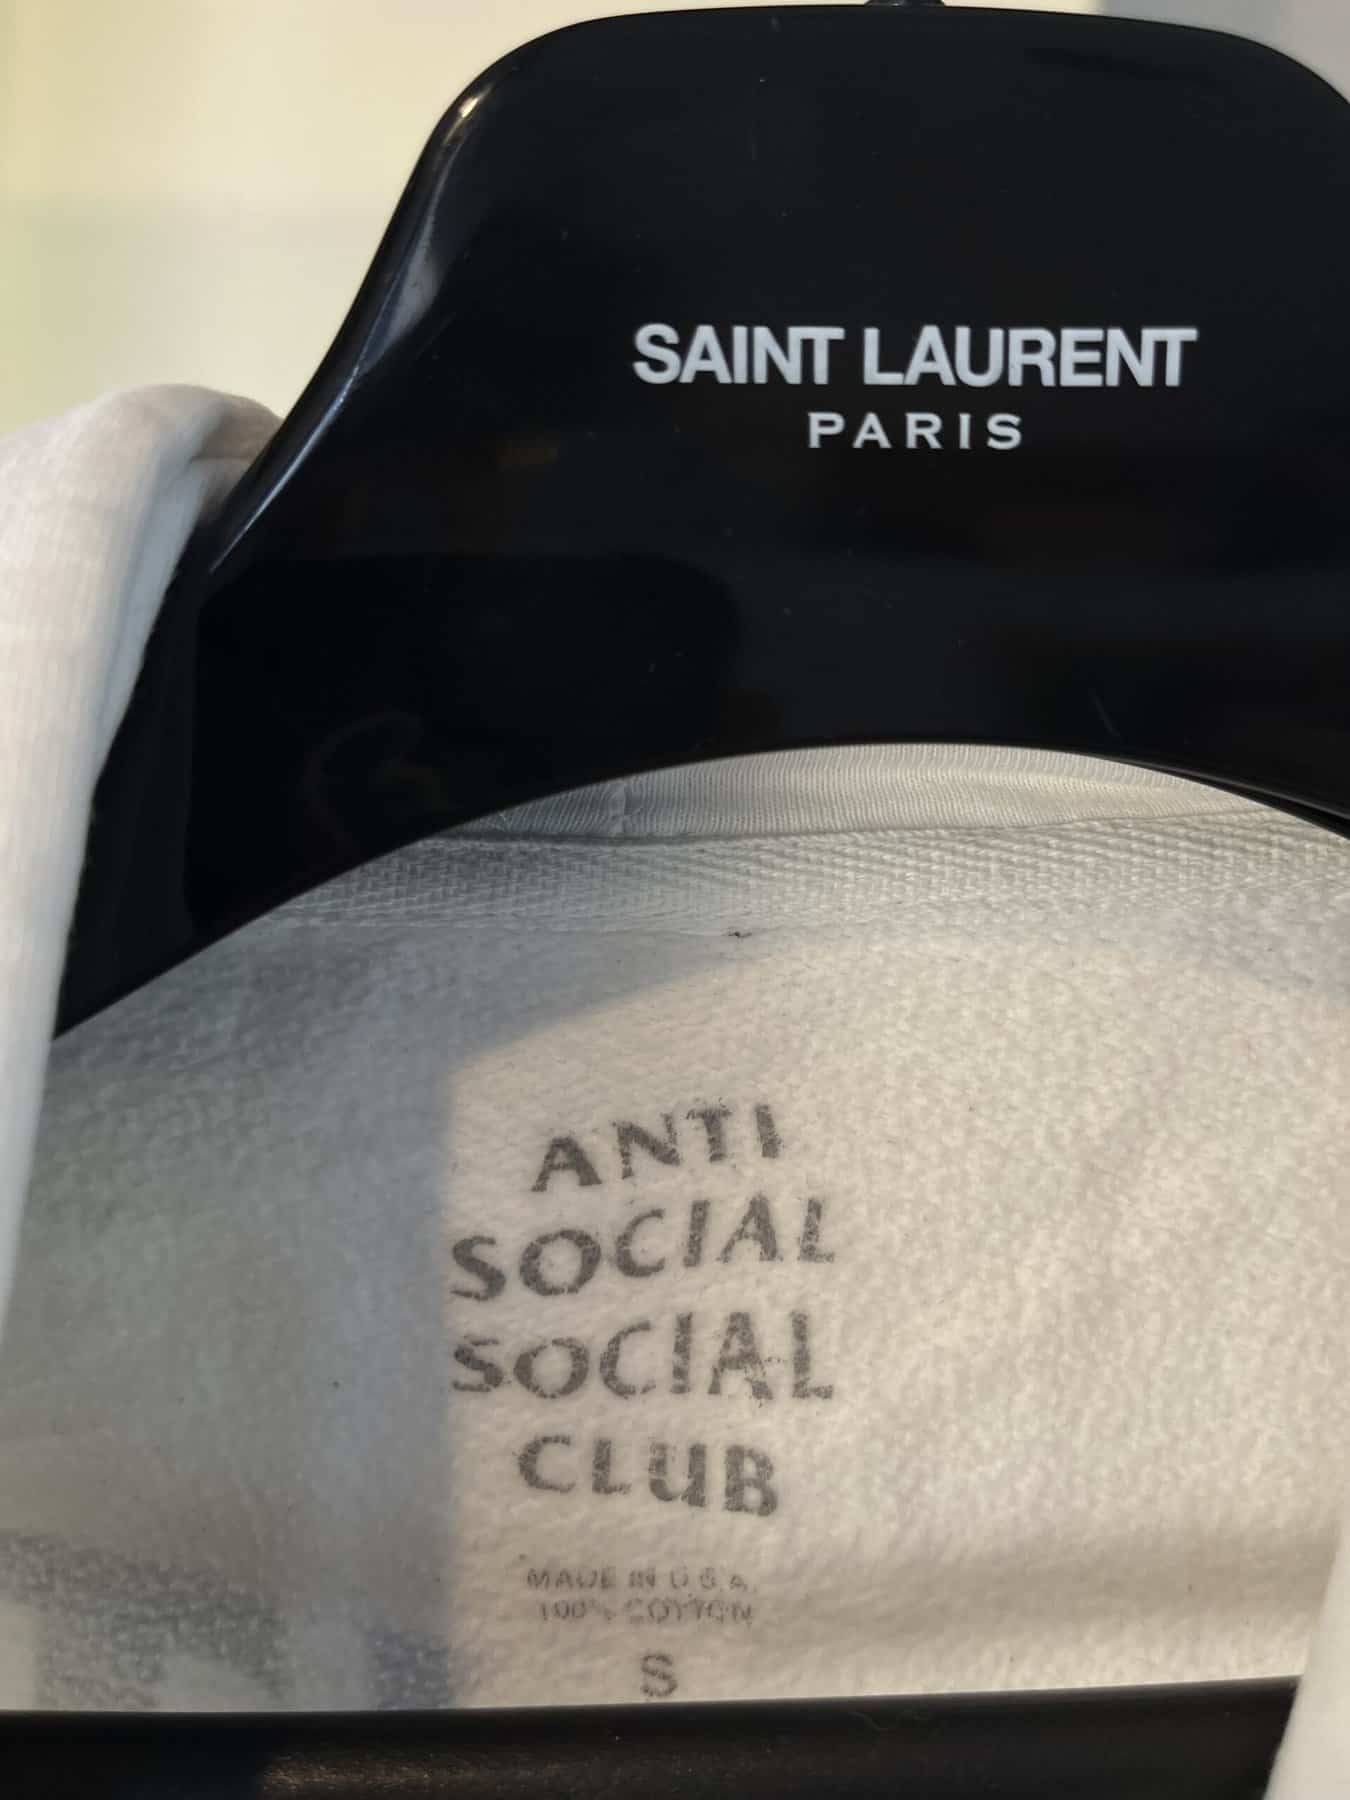 SAINT LAURENT
PARIS
ANTI
SOCIAL
SOCIAL
CLUB
MADE IN U.S.A.
100% COTTON
S